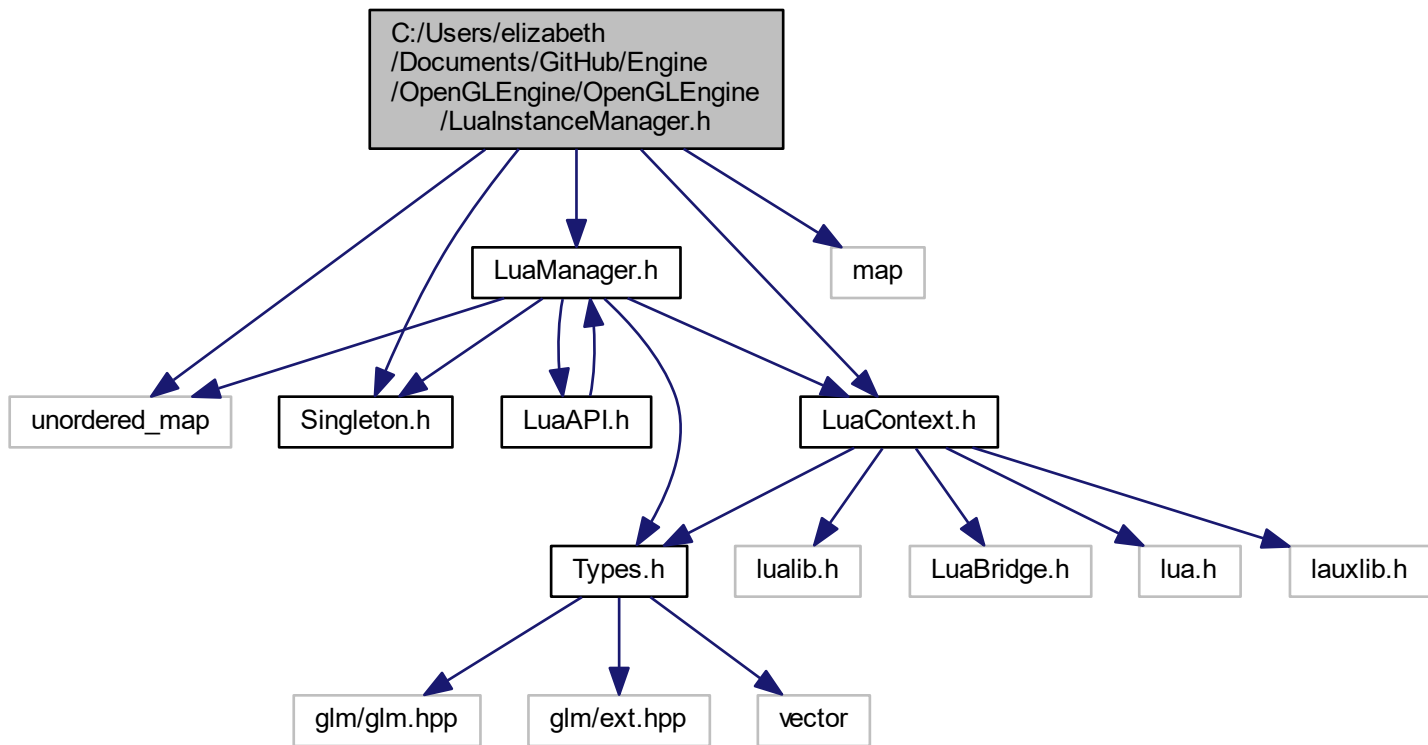 C:/Users/elizabeth
/Documents/GitHub/Engine
/OpenGLEngine/OpenGLEngine
/LuaInstanceManager.h
LuaManager.h
map
unordered_map
Singleton.h
LuaAPI.h
LuaContext.h
Types.h
lualib.h
LuaBridge.h
lua.h
lauxlib.h
glm/glm.hpp
glm/ext.hpp
vector